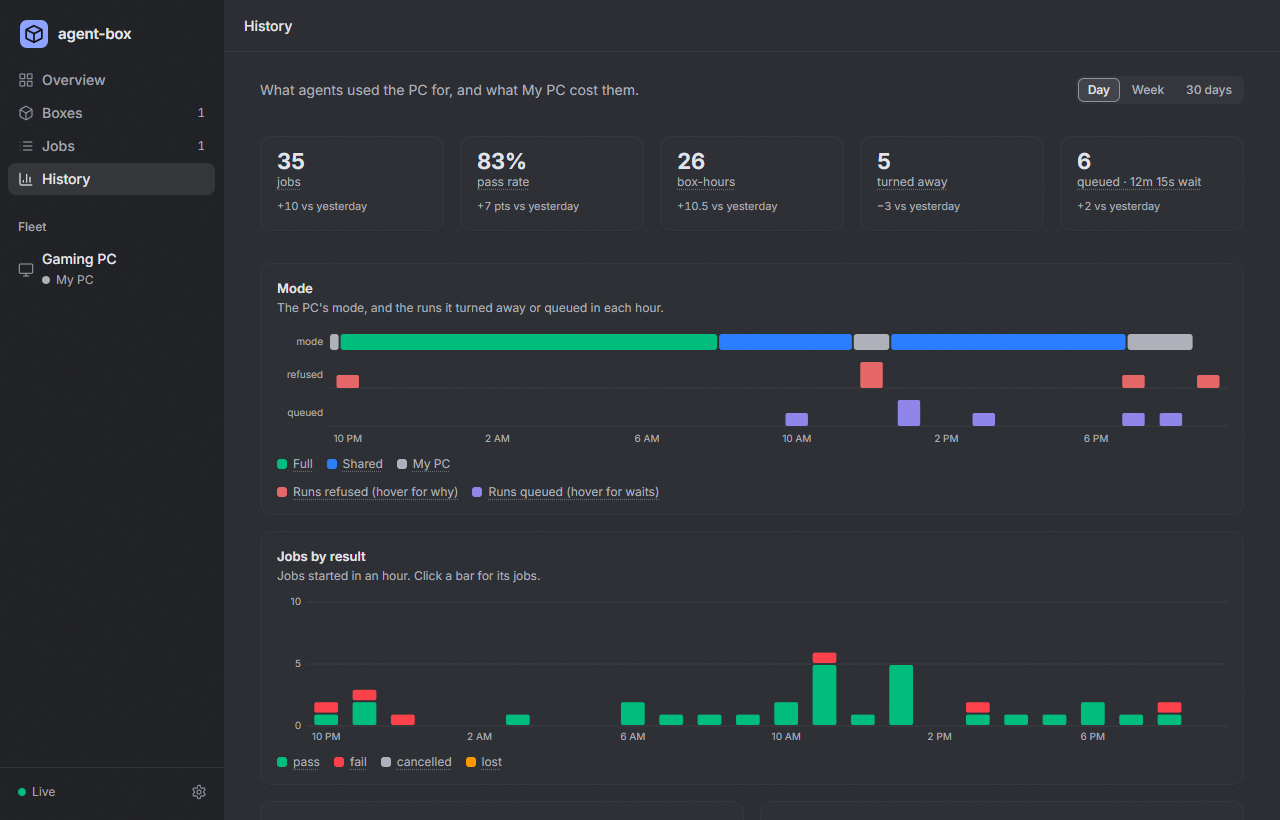 agent-box
History
Overview
Boxes 1
Jobs 1
History
Fleet
Gaming PC
My PC
Live
What agents used the PC for, and what My PC cost them.
Day Week 30 days
35
jobs
+10 vs yesterday
83%
pass rate
+7 pts vs yesterday
26
box-hours
+10.5 vs yesterday
5
turned away
−3 vs yesterday
6
queued · 12m 15s wait
+2 vs yesterday
Mode
The PC's mode, and the runs it turned away or queued in each hour.
mode
refused
queued
10 PM 2 AM 6 AM 10 AM 2 PM 6 PM
Full Shared My PC
Runs refused (hover for why) Runs queued (hover for waits)
Jobs by result
Jobs started in an hour. Click a bar for its jobs.
10
5
0
10 PM 2 AM 6 AM 10 AM 2 PM 6 PM
pass fail cancelled lost